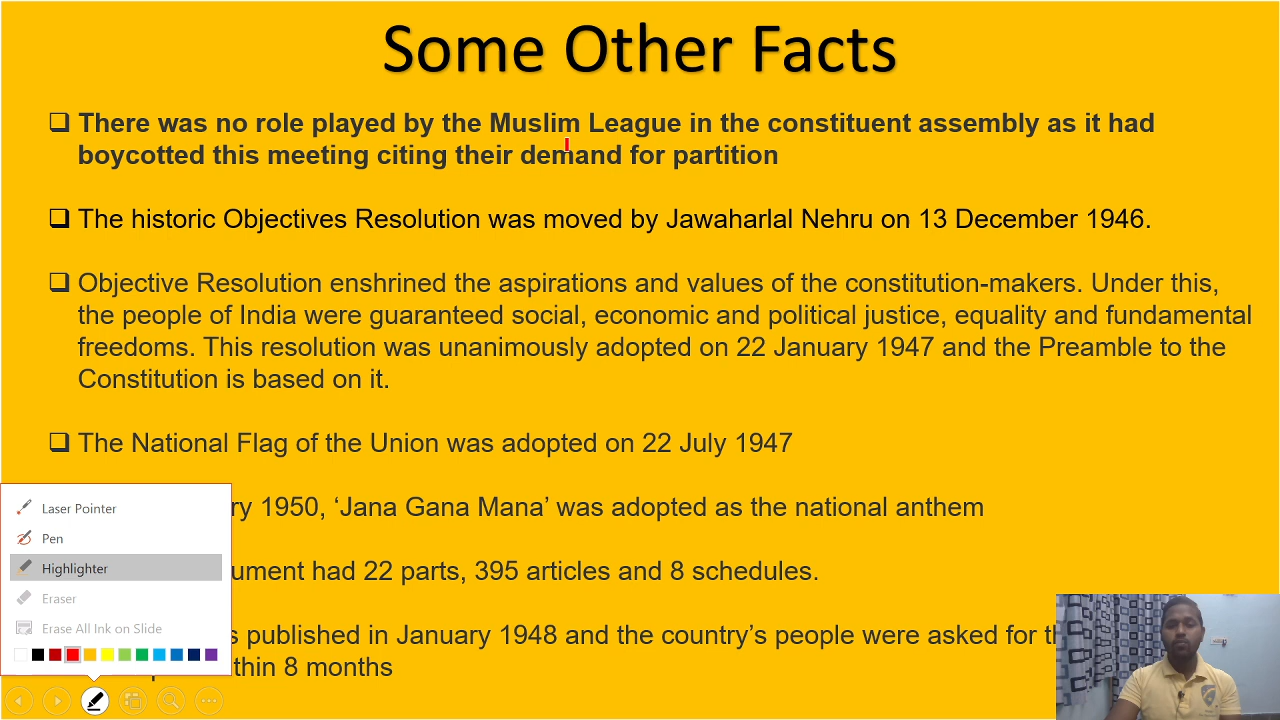 Some Other Facts
There was no role played by the Muslim League in the constituent assembly as it had
boycotted this meeting citing their demand for partition
The historic Objectives Resolution was moved by Jawaharlal Nehru on 13 December 1946.
Objective Resolution enshrined the aspirations and values of the constitution-makers. Under this,
the people of India were guaranteed social, economic and political justice, equality and fundamental
freedoms. This resolution was unanimously adopted on 22 January 1947 and the Preamble to the
Constitution is based on it.
The National Flag of the Union was adopted on 22 July 1947
ry 1950, ‘Jana Gana Mana’ was adopted as the national anthem
ument had 22 parts, 395 articles and 8 schedules.
s published in January 1948 and the country’s people were asked for
thin 8 months
Laser Pointer
Pen
Highlighter
Eraser
Erase All Ink on Slide